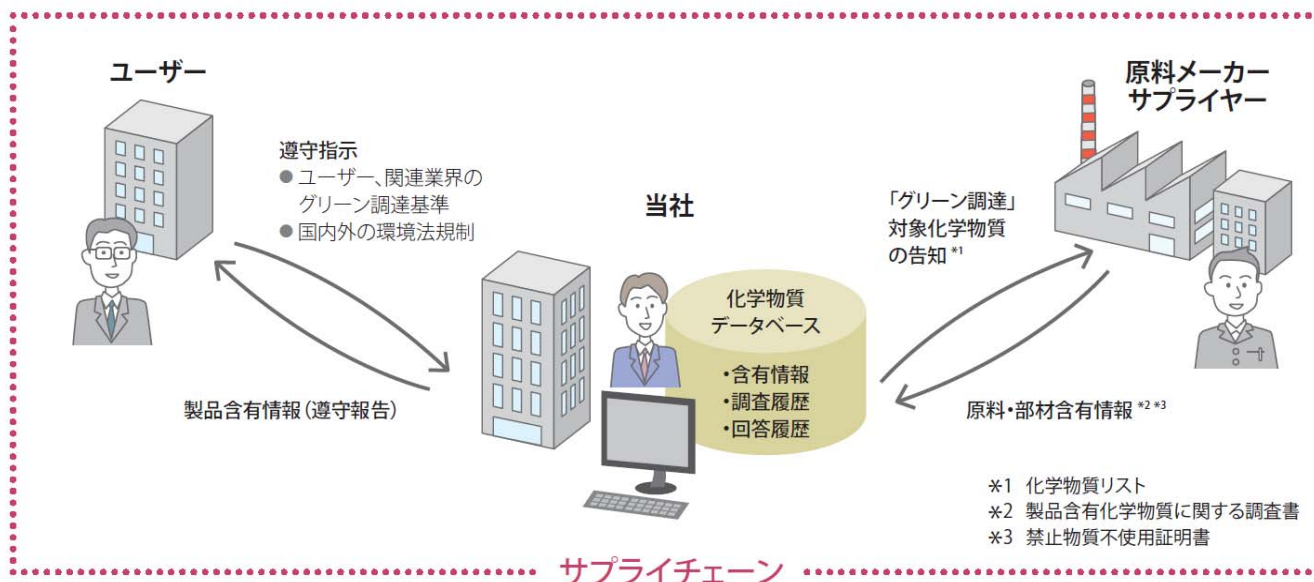 ユーザー
遵守指示
● ユーザー、関連業界の
グリーン調達基準
● 国内外の環境法規制
製品含有情報（遵守報告）
当社
化学物質
データベース
・含有情報
・調査履歴
・回答履歴
原料メーカー
サプライヤー
「グリーン調達」
対象化学物質
の告知 *1
原料・部材含有情報 *2 *3
*1 化学物質リスト
*2 製品含有化学物質に関する調査書
*3 禁止物質不使用証明書
サプライチェーン